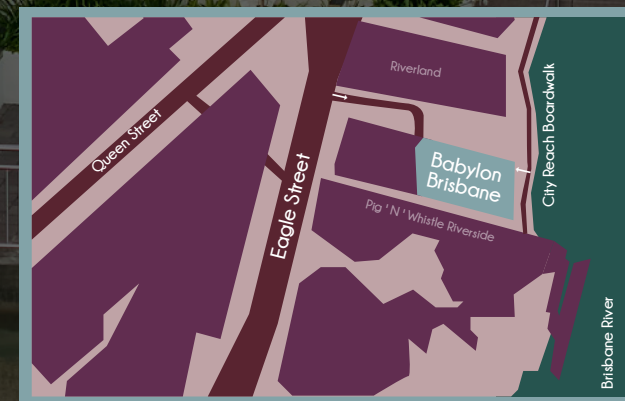 Riverland
City Reach Boardwalk
Queen Street
Babylon
Brisbane
Eagle Street
Pig 'N' Whistle Riverside
Brisbane River